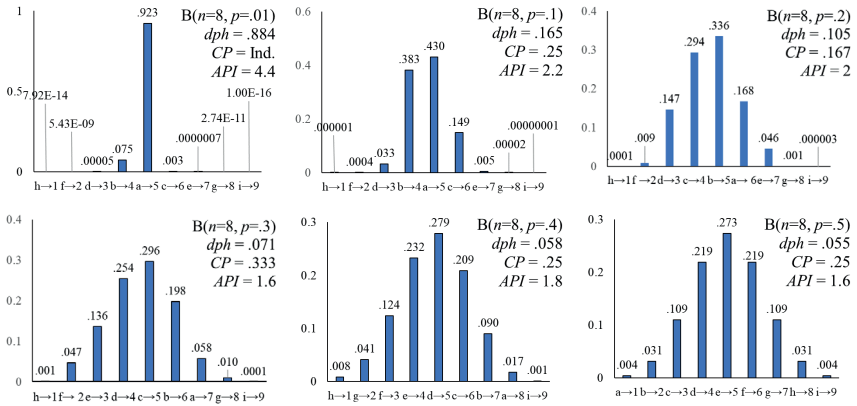 B(n=8, p=.01)
dph = .884
CP = Ind.
API = 4.4
1
0.5
0
7.92E-14
5.43E-09
.00005
.075
.923
.003
.0000007
2.74E-11
1.00E-16
h→1 f→2 d→3 b→4 a→5 c→6 e→7 g→8 i→9
B(n=8, p=.1)
dph = .165
CP = .25
API = 2.2
0.6
0.4
0.2
0
.000001
.0004
.033
.383
.430
.149
.005
.00002
.00000001
h→1 f→2 d→3 b→4 a→5 c→6 e→7 g→8 i→9
B(n=8, p=.2)
dph = .105
CP = .167
API = 2
0.4
0.3
0.2
0.1
0
.0001
.009
.147
.294
.336
.168
.046
.001
.000003
h→1 f→2 d→3 c→4 b→5 a→6 e→7 g→8 i→9
B(n=8, p=.3)
dph = .071
CP = .333
API = 1.6
0.4
0.3
0.2
0.1
0
.001
.047
.136
.254
.296
.198
.058
.010
.0001
h→1 f→2 e→3 d→4 c→5 b→6 a→7 g→8 i→9
B(n=8, p=.4)
dph = .058
CP = .25
API = 1.8
0.3
0.2
0.1
0
.008
.041
.124
.232
.279
.209
.090
.017
.001
h→1 g→2 f→3 e→4 d→5 c→6 b→7 a→8 i→9
B(n=8, p=.5)
dph = .055
CP = .25
API = 1.6
0.3
0.2
0.1
0
.004
.031
.109
.219
.273
.219
.109
.031
.004
a→1 b→2 c→3 d→4 e→5 f→6 g→7 h→8 i→9